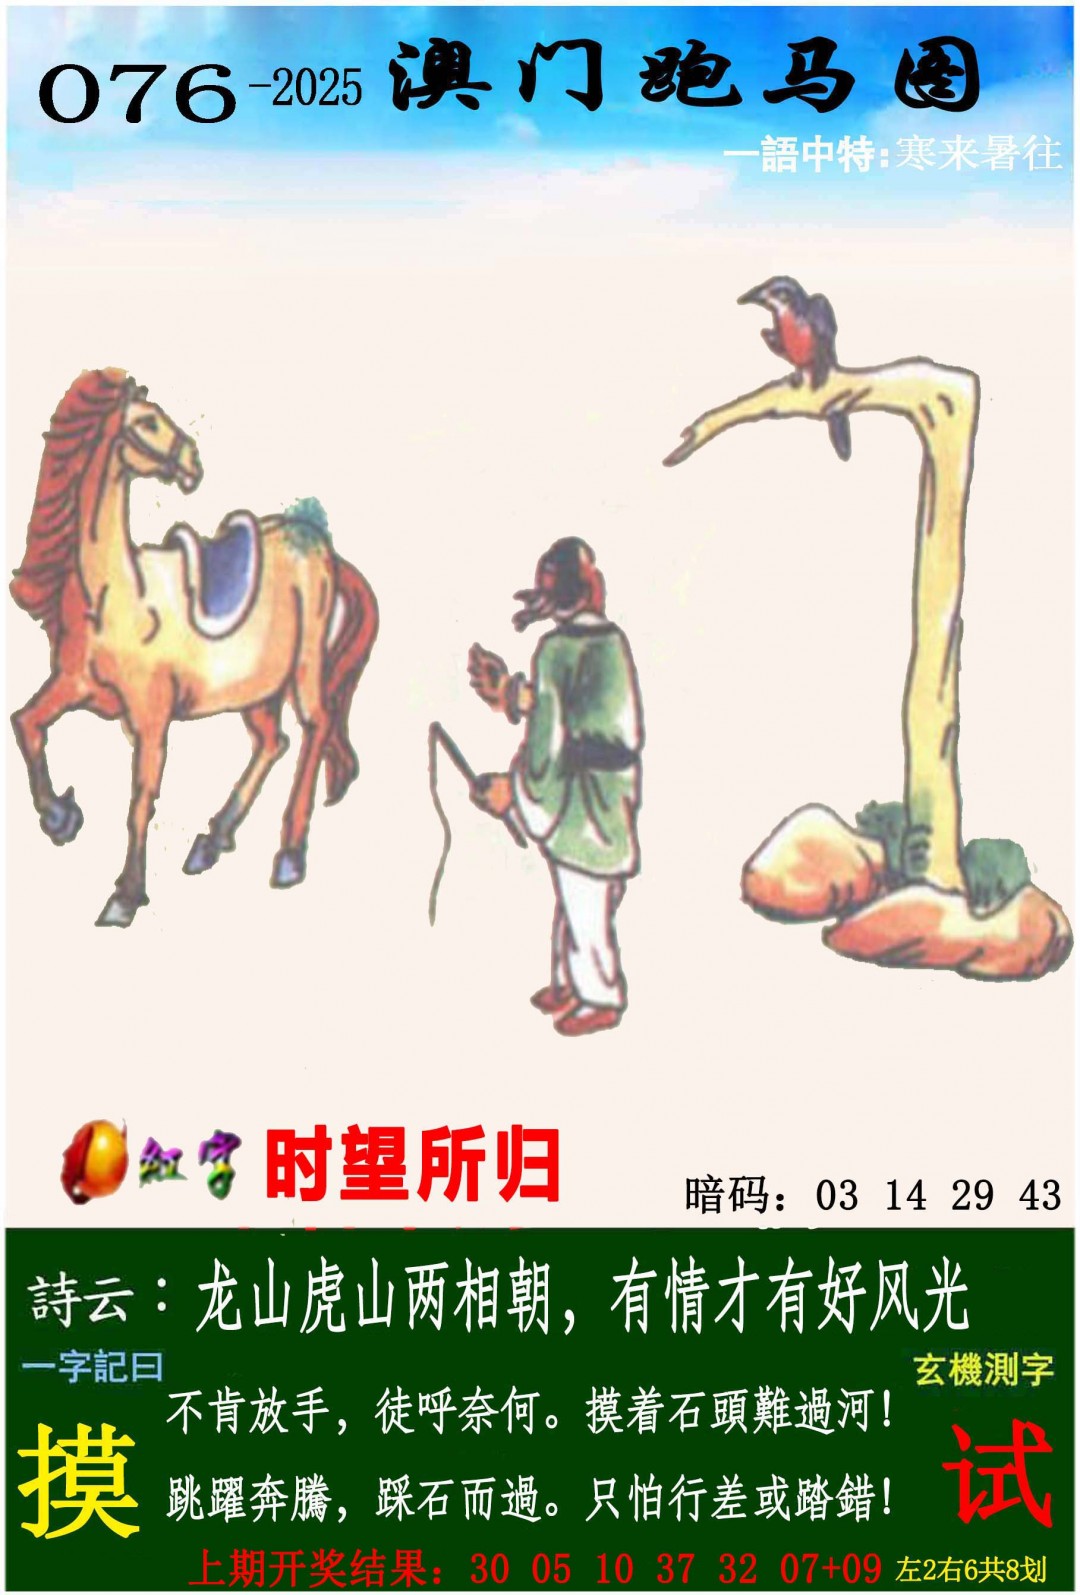 076-2025 澳门跑马图
一語中特:寒来暑往
红字 时望所归
暗码：03 14 29 43
詩云：龙山虎山两相朝，有情才有好风光
一字記曰
玄機測字
摸
不肯放手，徒呼奈何。摸着石頭難過河！
跳躍奔騰，踩石而過。只怕行差或踏錯！
试
上期开奖结果：30 05 10 37 32 07+09
左2右6共8划